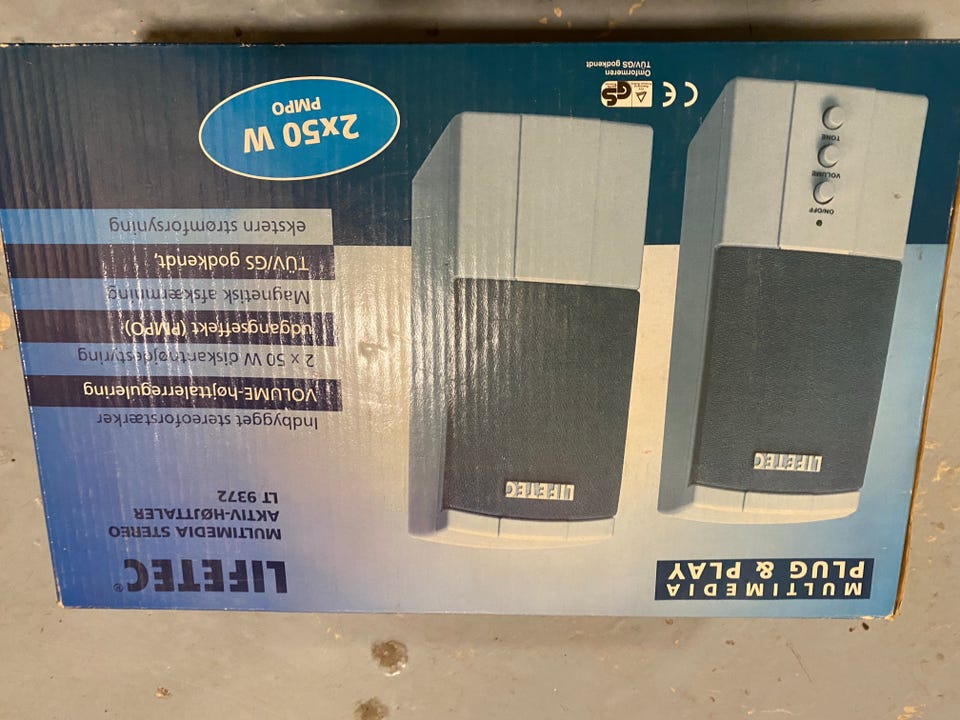 MULTIMEDIA
PLUG & PLAY
LIFETEC®
MULTIMEDIA STEREO
AKTIV-HØJTTALER
LT 9372
LIFETEC
LIFETEC
Indbygget stereoforstærker
VOLUME-højttalerregulering
2 x 50 W diskanthøjdestyring
udgangseffekt (PMPO)
Magnetisk afskærmning
TÜV/GS godkendt,
ekstern strømforsyning
ON/OFF
VOLUME
TONE
2x50 W
PMPO
CE
GS
Omformeren
TÜV/GS godkendt